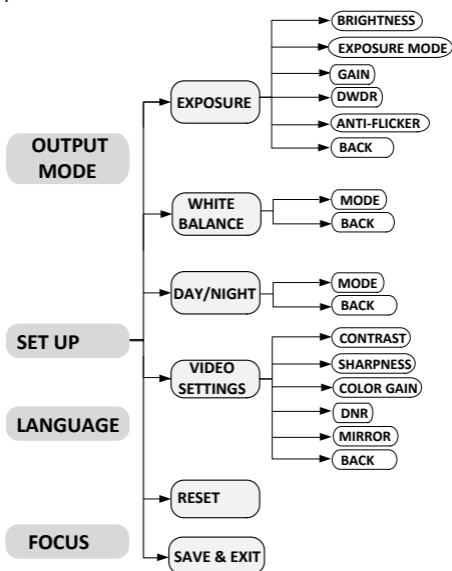 OUTPUT
MODE
SET UP
LANGUAGE
FOCUS
EXPOSURE
BRIGHTNESS
EXPOSURE MODE
GAIN
DWDR
ANTI-FLICKER
BACK
WHITE
BALANCE
MODE
BACK
DAY/NIGHT
MODE
BACK
VIDEO
SETTINGS
CONTRAST
SHARPNESS
COLOR GAIN
DNR
MIRROR
BACK
RESET
SAVE & EXIT